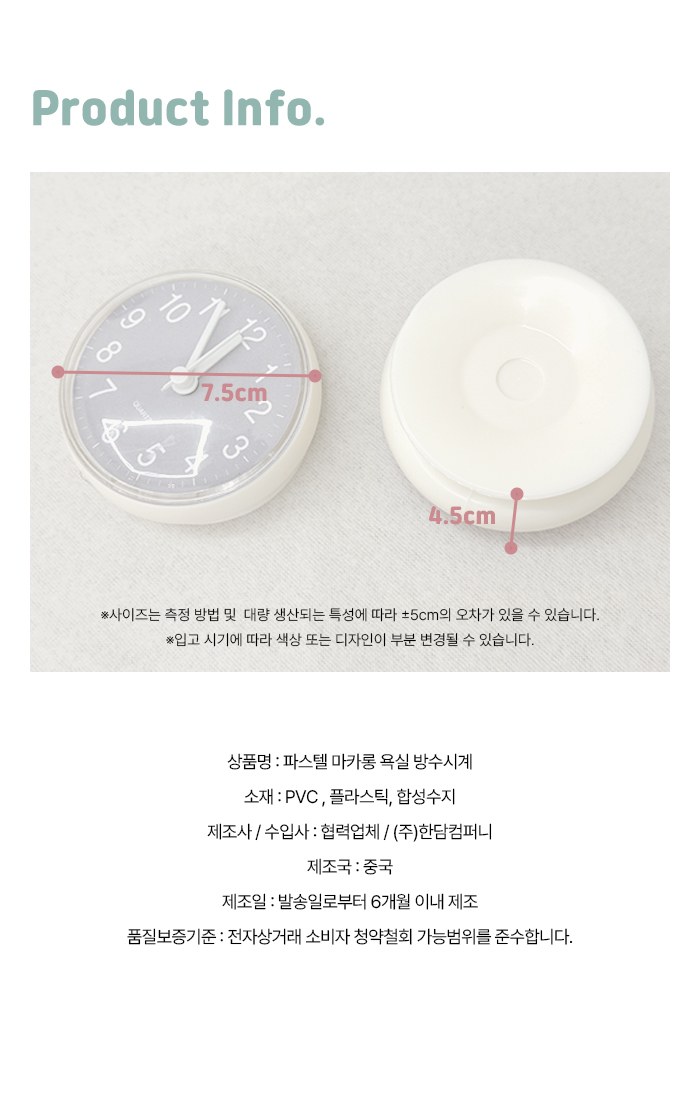 Product Info.
10
11
12
9
8
1
7
7.5cm
2
6
5
4
3
4.5cm
※사이즈는 측정 방법 및 대량 생산되는 특성에 따라 ±5cm의 오차가 있을 수 있습니다.
※입고 시기에 따라 색상 또는 디자인이 부분 변경될 수 있습니다.
상품명 : 파스텔 마카롱 욕실 방수시계
소재 : PVC , 플라스틱, 합성수지
제조사 / 수입사 : 협력업체 / (주)한담컴퍼니
제조국 : 중국
제조일 : 발송일로부터 6개월 이내 제조
품질보증기준 : 전자상거래 소비자 청약철회 가능범위를 준수합니다.